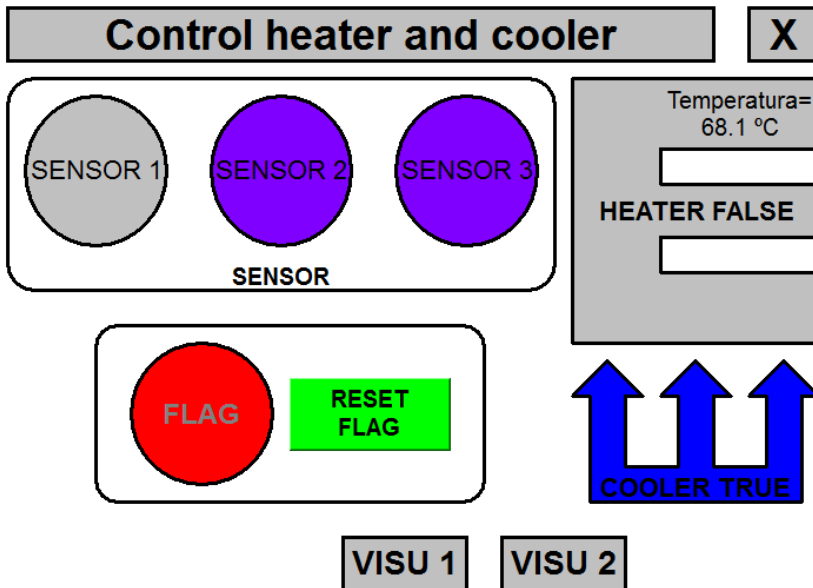 Control heater and cooler
X
SENSOR 1
SENSOR 2
SENSOR 3
SENSOR
Temperatura=
68.1 ºC
HEATER FALSE
FLAG
RESET
FLAG
COOLER TRUE
VISU 1
VISU 2